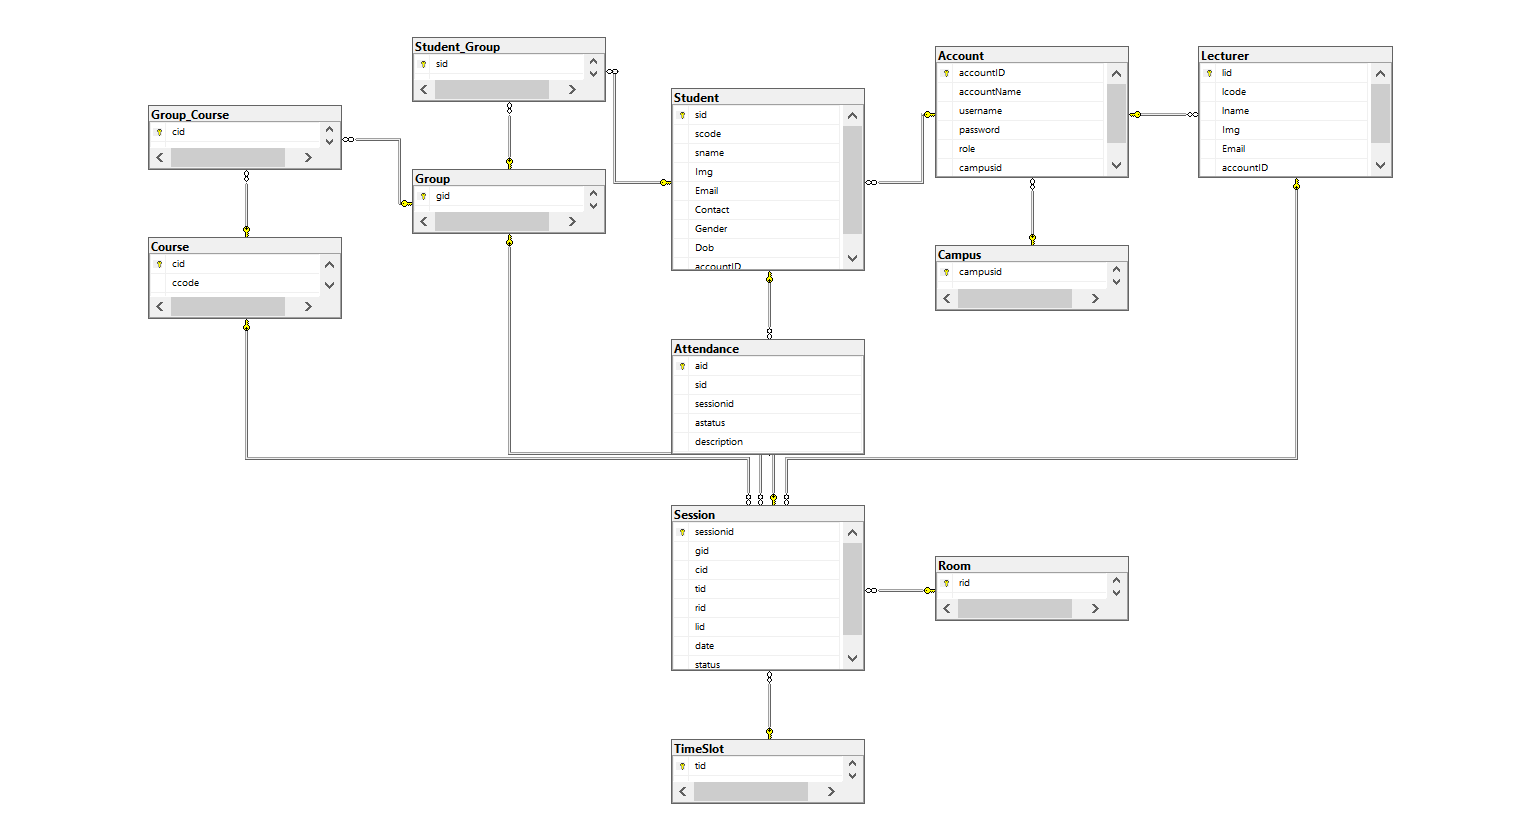 Student_Group
sid
Group_Course
cid
Group
gid
Course
cid
ccode
Student
sid
scode
sname
Img
Email
Contact
Gender
Dob
accountID
Account
accountID
accountName
username
password
role
campusid
Lecturer
lid
lcode
lname
Img
Email
accountID
Campus
campusid
Attendance
aid
sid
sessionid
astatus
description
Session
sessionid
gid
cid
tid
rid
lid
date
status
Room
rid
TimeSlot
tid